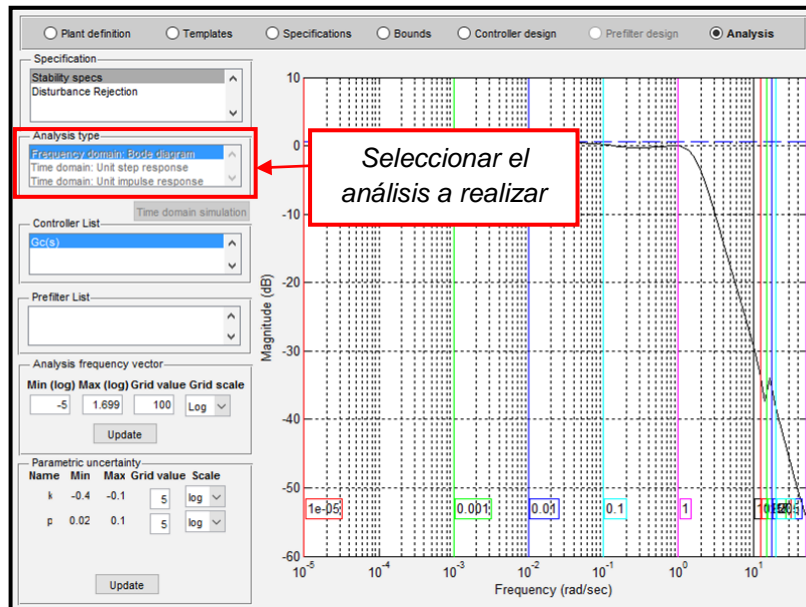 Plant definition Templates Specifications Bounds Controller design Prefilter design Analysis
Specification
Stability specs
Disturbance Rejection
Analysis type
Frequency domain: Bode diagram
Time domain: Unit step response
Time domain: Unit impulse response
Time domain simulation
Controller List
Gc(s)
Prefilter List
Analysis frequency vector
Min (log) Max (log) Grid value Grid scale
-5 1.699 100 Log
Update
Parametric uncertainty
Name Min Max Grid value Scale
k -0.4 -0.1 5 log
p 0.02 0.1 5 log
Update
Seleccionar el
análisis a realizar
Magnitude (dB)
10
0
-10
-20
-30
-40
-50
-60
1e-05 0.001 0.01 0.1 1
10^-5 10^-4 10^-3 10^-2 10^-1 10^0 10^1
Frequency (rad/sec)